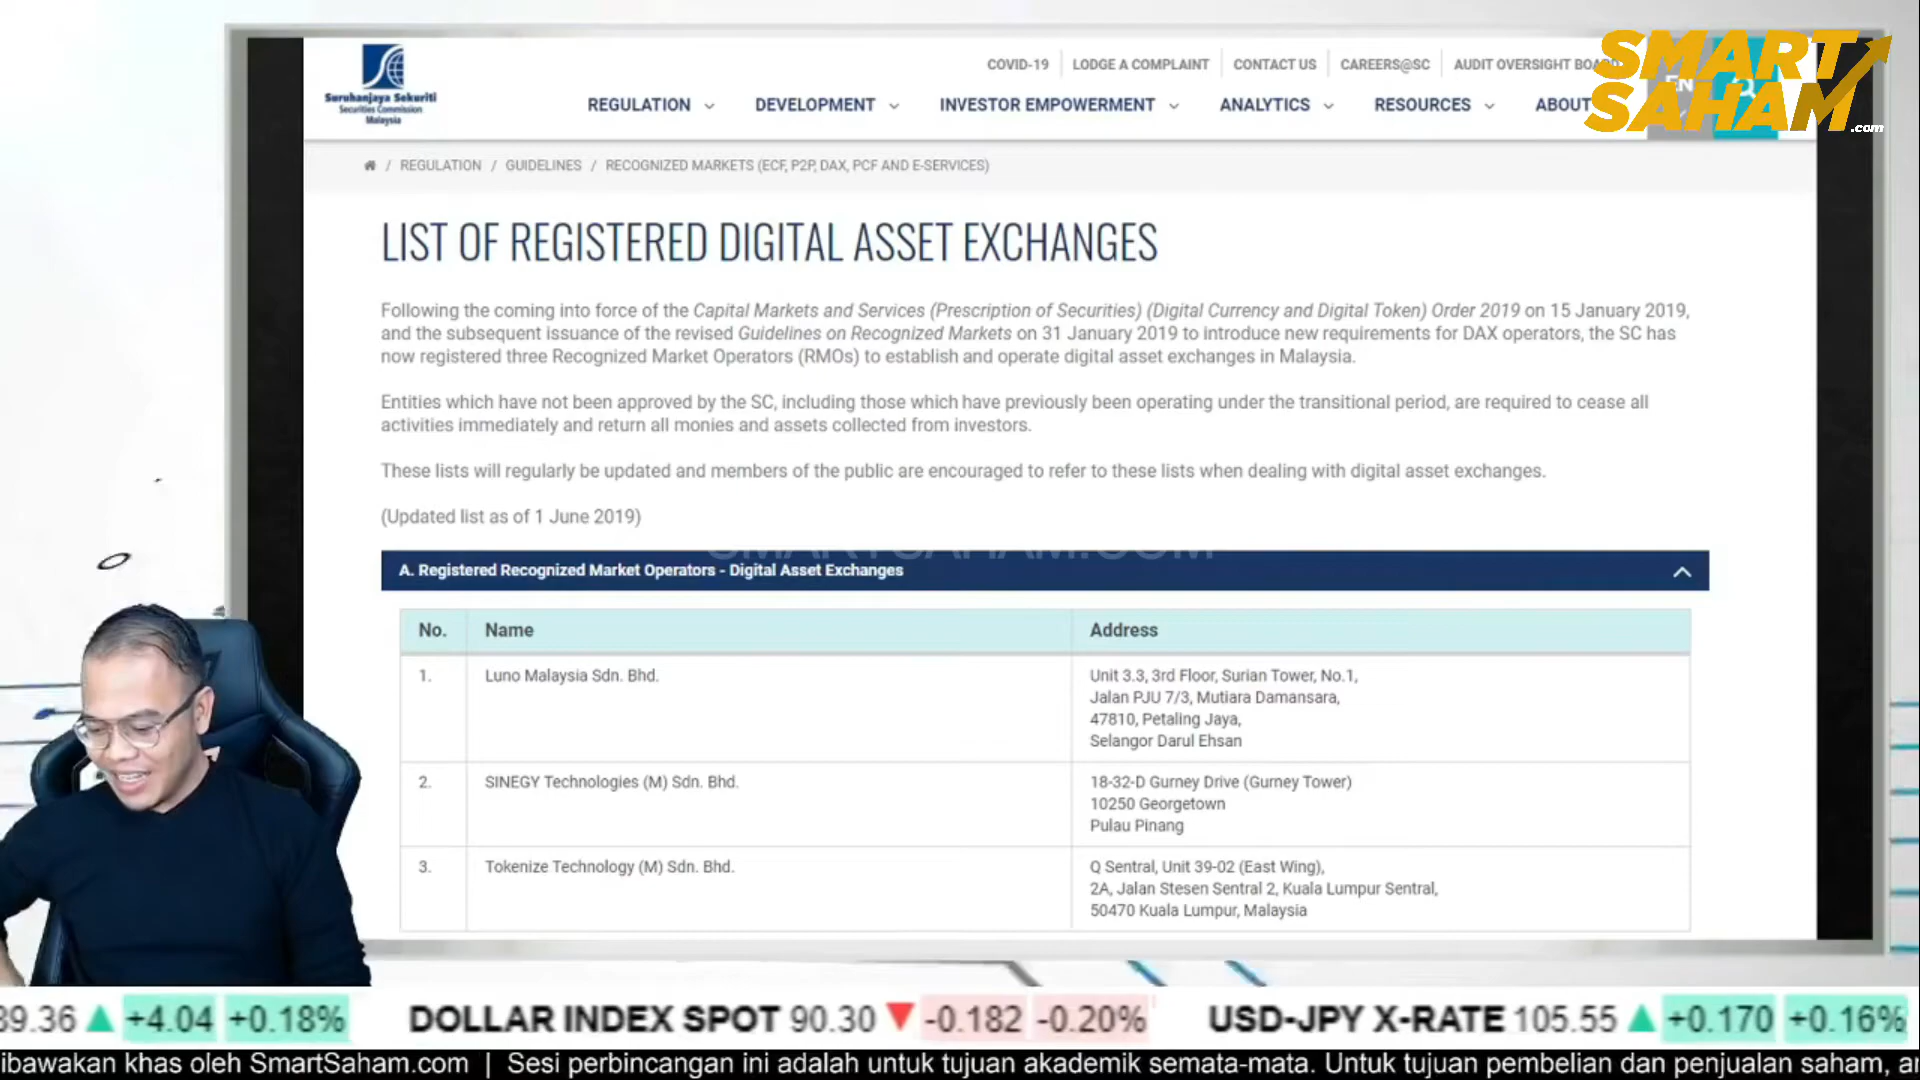 SMART
SAHAM
.com
Suruhanjaya Sekuriti
Securities Commission
Malaysia
COVID-19
LODGE A COMPLAINT
CONTACT US
CAREERS@SC
AUDIT OVERSIGHT
REGULATION
DEVELOPMENT
INVESTOR EMPOWERMENT
ANALYTICS
RESOURCES
ABOUT
EN
/ REGULATION / GUIDELINES / RECOGNIZED MARKETS (ECF, P2P, DAX, PCF AND E-SERVICES)
LIST OF REGISTERED DIGITAL ASSET EXCHANGES
Following the coming into force of the Capital Markets and Services (Prescription of Securities) (Digital Currency and Digital Token) Order 2019 on 15 January 2019,
and the subsequent issuance of the revised Guidelines on Recognized Markets on 31 January 2019 to introduce new requirements for DAX operators, the SC has
now registered three Recognized Market Operators (RMOs) to establish and operate digital asset exchanges in Malaysia.
Entities which have not been approved by the SC, including those which have previously been operating under the transitional period, are required to cease all
activities immediately and return all monies and assets collected from investors.
These lists will regularly be updated and members of the public are encouraged to refer to these lists when dealing with digital asset exchanges.
(Updated list as of 1 June 2019)
SMARTSAHAM.COM
A. Registered Recognized Market Operators - Digital Asset Exchanges
No. Name Address
1. Luno Malaysia Sdn. Bhd. Unit 3.3, 3rd Floor, Surian Tower, No.1,
Jalan PJU 7/3, Mutiara Damansara,
47810, Petaling Jaya,
Selangor Darul Ehsan
2. SINEGY Technologies (M) Sdn. Bhd. 18-32-D Gurney Drive (Gurney Tower)
10250 Georgetown
Pulau Pinang
3. Tokenize Technology (M) Sdn. Bhd. Q Sentral, Unit 39-02 (East Wing),
2A, Jalan Stesen Sentral 2, Kuala Lumpur Sentral,
50470 Kuala Lumpur, Malaysia
39.36 +4.04 +0.18% DOLLAR INDEX SPOT 90.30 -0.182 -0.20% USD-JPY X-RATE 105.55 +0.170 +0.16%
ibawakan khas oleh SmartSaham.com | Sesi perbincangan ini adalah untuk tujuan akademik semata-mata. Untuk tujuan pembelian dan penjualan saham,